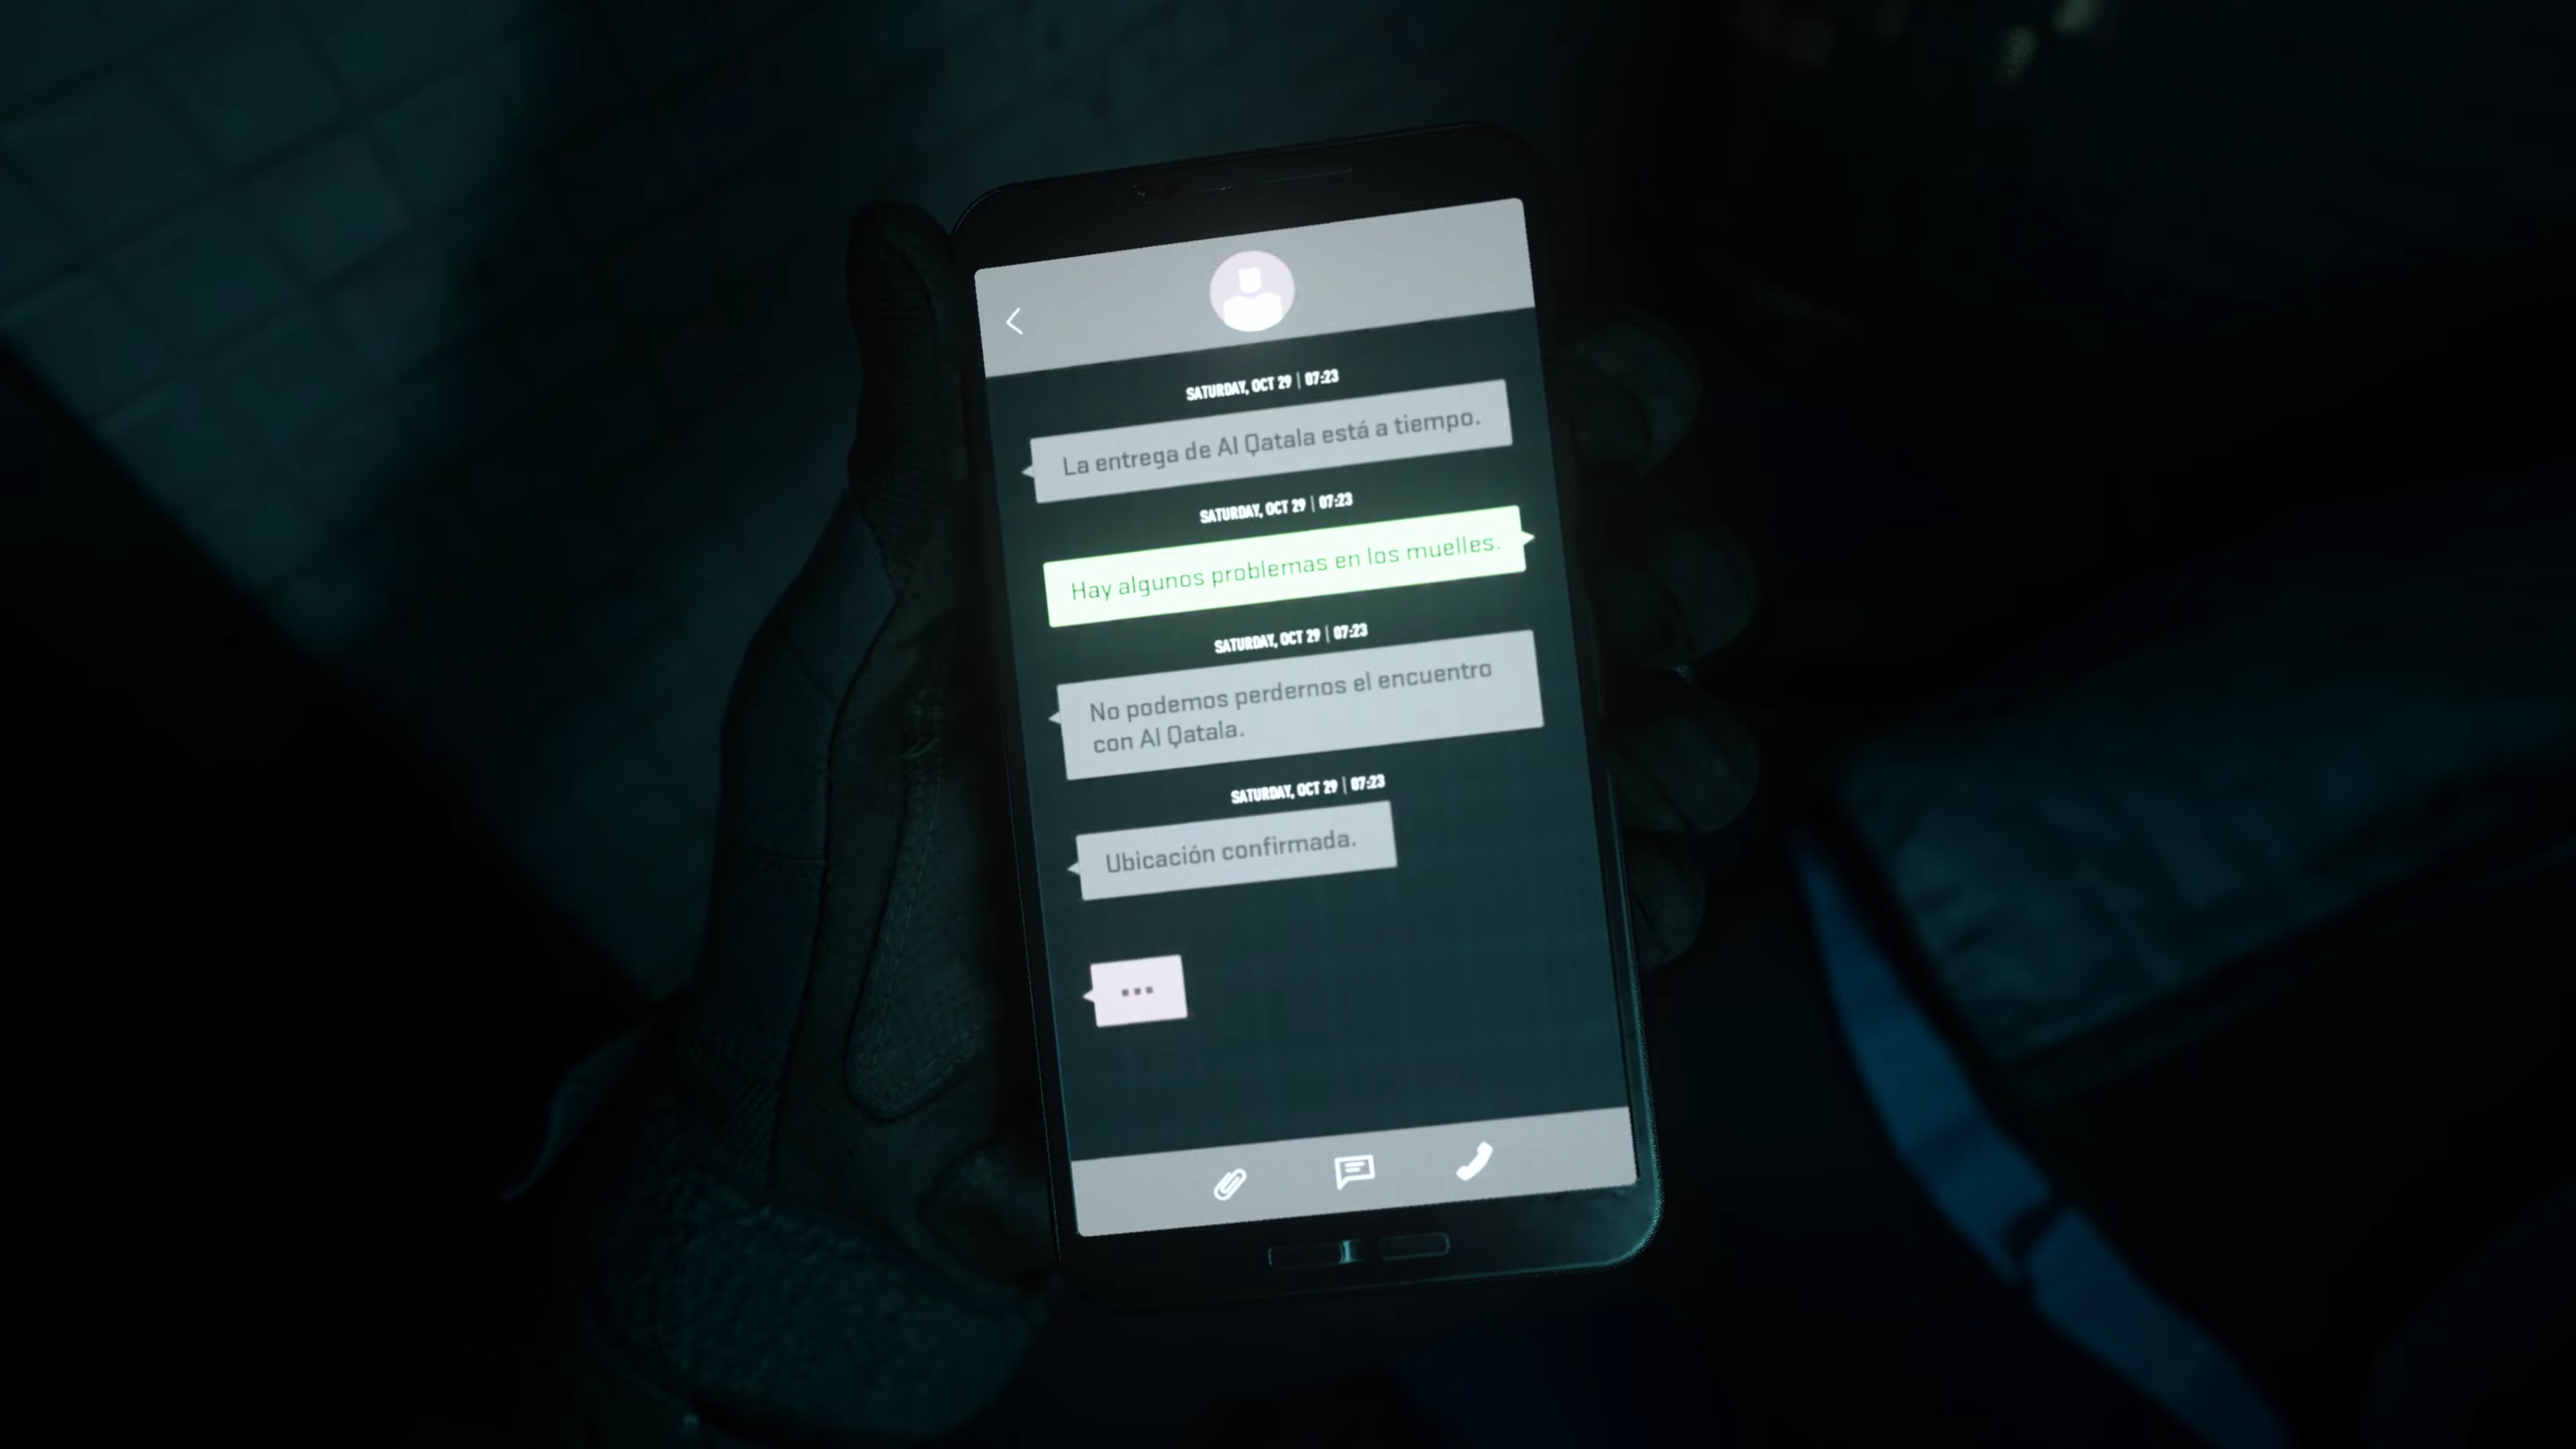 SATURDAY, OCT 29 | 07:23
La entrega de Al Qatala está a tiempo.
SATURDAY, OCT 29 | 07:23
Hay algunos problemas en los muelles.
SATURDAY, OCT 29 | 07:23
No podemos perdernos el encuentro
con Al Qatala.
SATURDAY, OCT 29 | 07:23
Ubicación confirmada.
...